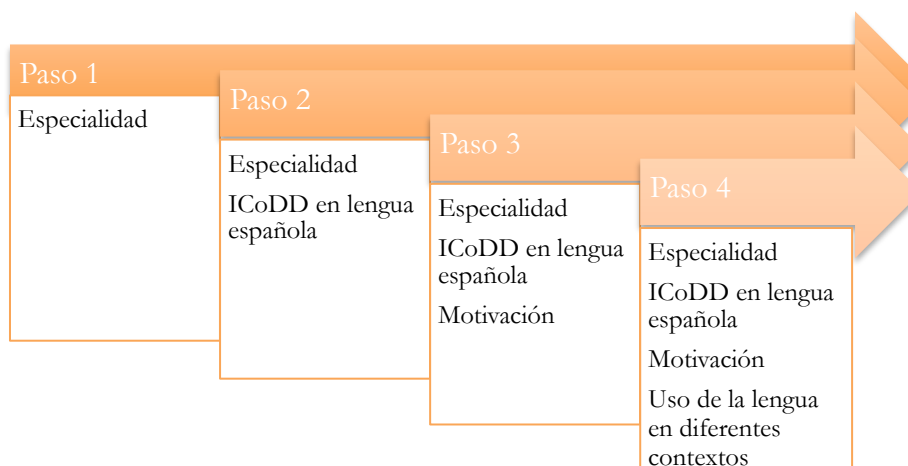 Paso 1
Especialidad
Paso 2
Especialidad
ICoDD en lengua
española
Paso 3
Especialidad
ICoDD en lengua
española
Motivación
Paso 4
Especialidad
ICoDD en lengua
española
Motivación
Uso de la lengua
en diferentes
contextos